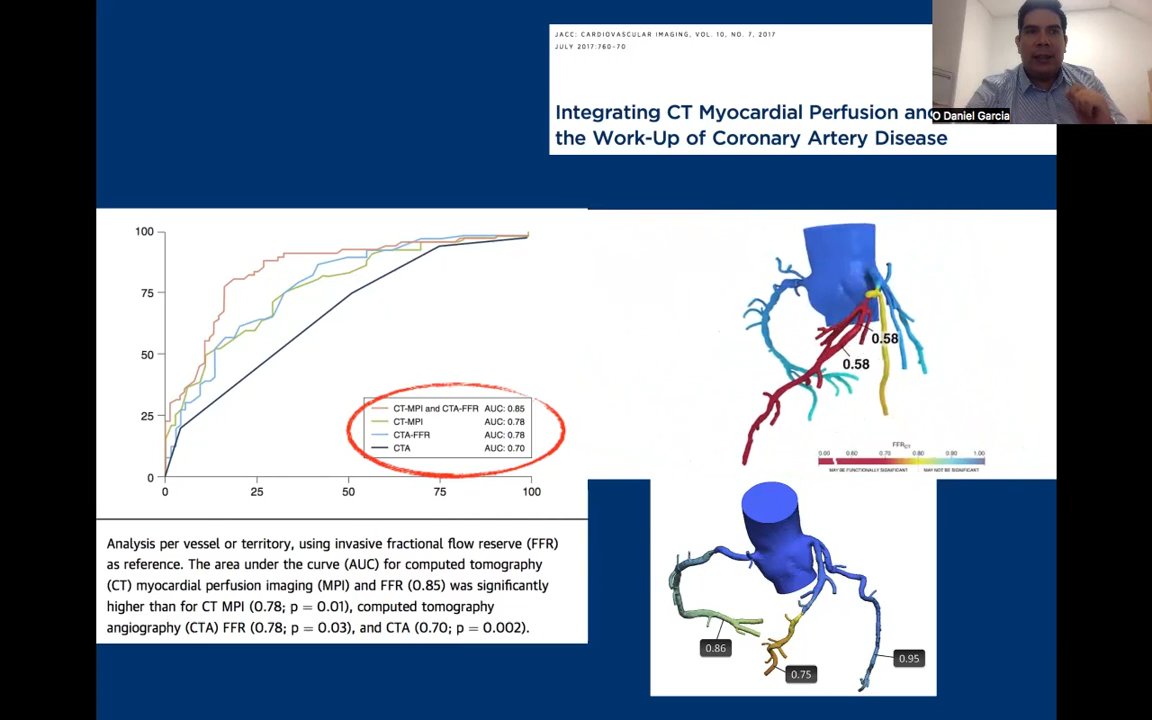 JACC: CARDIOVASCULAR IMAGING, VOL. 10, NO. 7, 2017
JULY 2017:760–70
Integrating CT Myocardial Perfusion and
the Work-Up of Coronary Artery Disease
O Daniel Garcia
100
75
50
25
0
0
25
50
75
100
CT-MPI and CTA-FFR AUC: 0.85
CT-MPI AUC: 0.78
CTA-FFR AUC: 0.78
CTA AUC: 0.70
Analysis per vessel or territory, using invasive fractional flow reserve (FFR)
as reference. The area under the curve (AUC) for computed tomography
(CT) myocardial perfusion imaging (MPI) and FFR (0.85) was significantly
higher than for CT MPI (0.78; p = 0.01), computed tomography
angiography (CTA) FFR (0.78; p = 0.03), and CTA (0.70; p = 0.002).
0.58
0.58
FFRCT
0.00 0.60 0.70 0.80 0.90 1.00
MAY BE FUNCTIONALLY SIGNIFICANT MAY NOT BE SIGNIFICANT
0.86
0.75
0.95